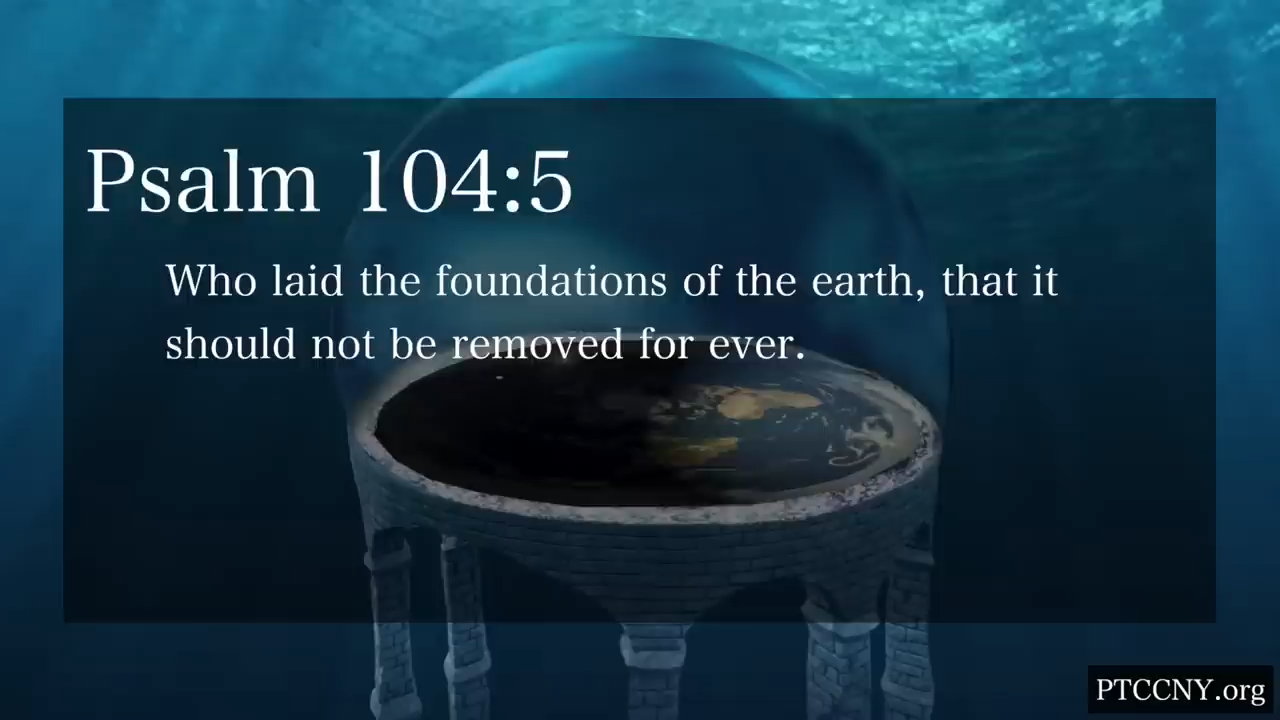 Psalm 104:5
Who laid the foundations of the earth, that it
should not be removed for ever.
PTCCNY.org